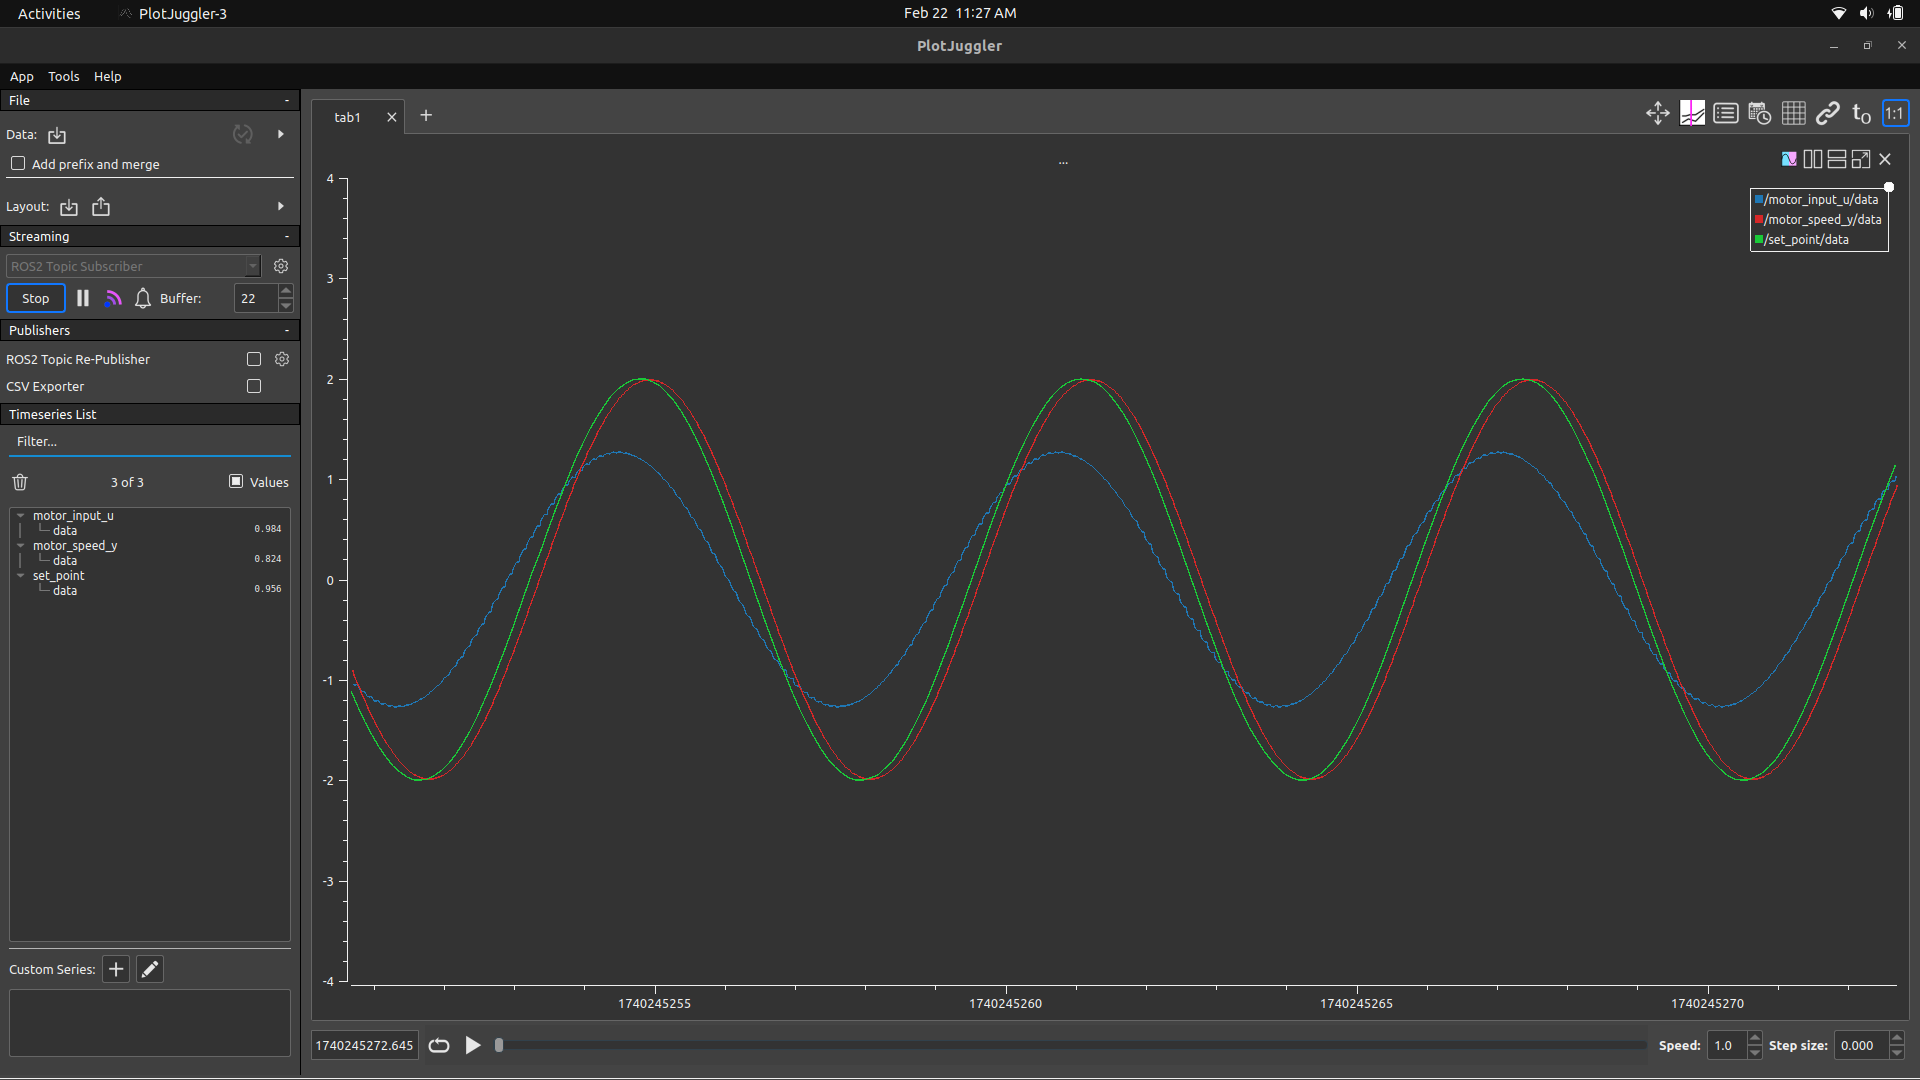 Activities
PlotJuggler-3
Feb 22 11:27 AM
PlotJuggler
App Tools Help
File -
Data:
Add prefix and merge
Layout:
Streaming -
ROS2 Topic Subscriber
Stop
Buffer: 22
Publishers -
ROS2 Topic Re-Publisher
CSV Exporter
Timeseries List
Filter...
3 of 3
Values
motor_input_u
data 0.984
motor_speed_y
data 0.824
set_point
data 0.956
Custom Series:
tab1
t0
1:1
...
/motor_input_u/data
/motor_speed_y/data
/set_point/data
4
3
2
1
0
-1
-2
-3
-4
1740245255 1740245260 1740245265 1740245270
1740245272.645
Speed: 1.0 Step size: 0.000